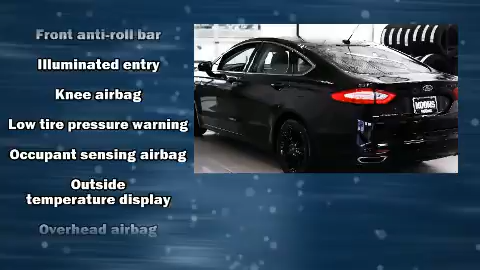 Front anti-roll bar
Illuminated entry
Knee airbag
Low tire pressure warning
Occupant sensing airbag
Outside
temperature display
Overhead airbag
KOONS